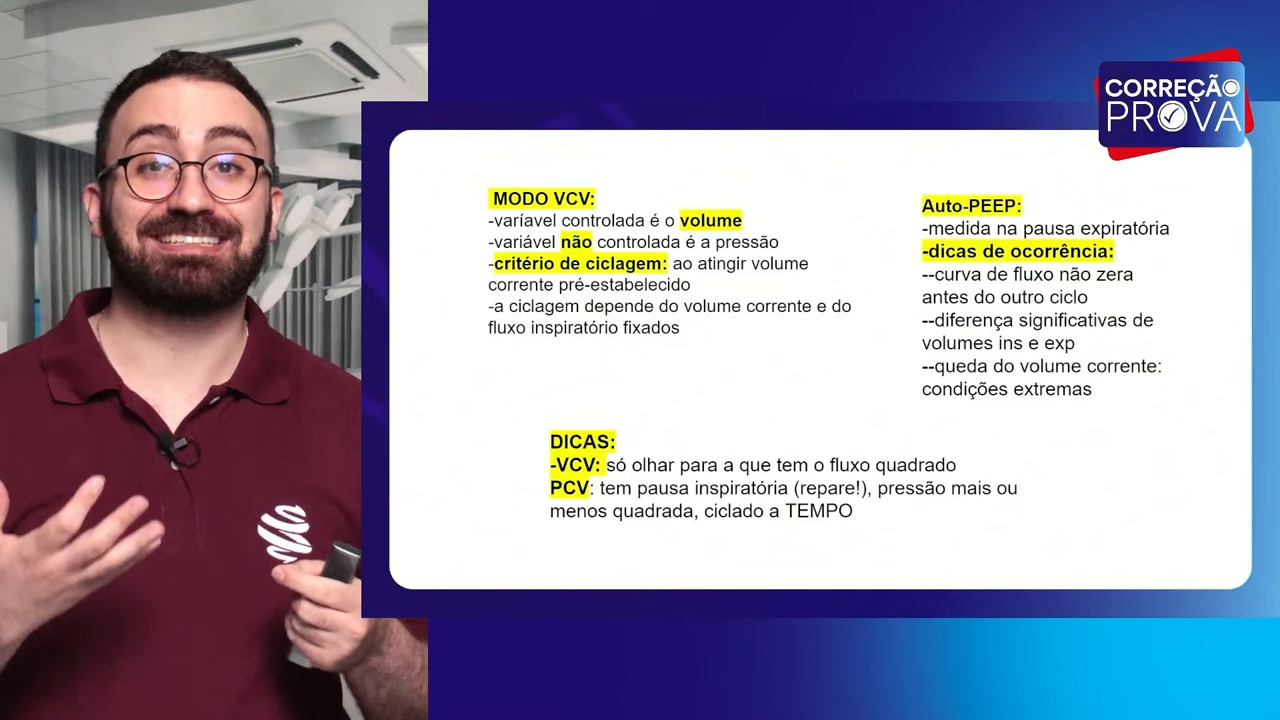 CORREÇÃO
PROVA
MODO VCV:
-varíavel controlada é o volume
-variável não controlada é a pressão
-critério de ciclagem: ao atingir volume
corrente pré-estabelecido
-a ciclagem depende do volume corrente e do
fluxo inspiratório fixados
Auto-PEEP:
-medida na pausa expiratória
-dicas de ocorrência:
--curva de fluxo não zera
antes do outro ciclo
--diferença significativas de
volumes ins e exp
--queda do volume corrente:
condições extremas
DICAS:
-VCV: só olhar para a que tem o fluxo quadrado
PCV: tem pausa inspiratória (repare!), pressão mais ou
menos quadrada, ciclado a TEMPO